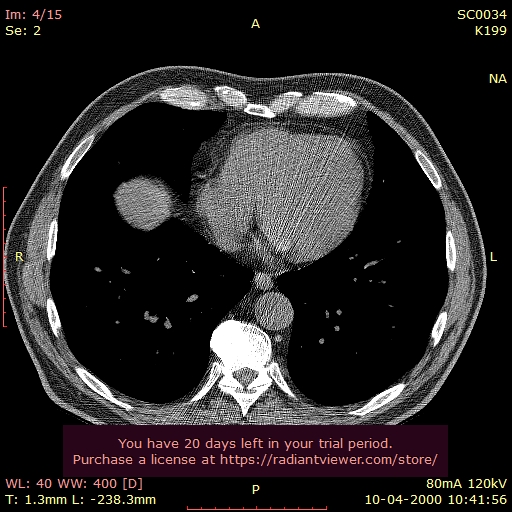 Im: 4/15
Se: 2
A
SC0034
K199
NA
R
L
You have 20 days left in your trial period.
Purchase a license at https://radiantviewer.com/store/
WL: 40 WW: 400 [D]
T: 1.3mm L: -238.3mm
P
80mA 120kV
10-04-2000 10:41:56